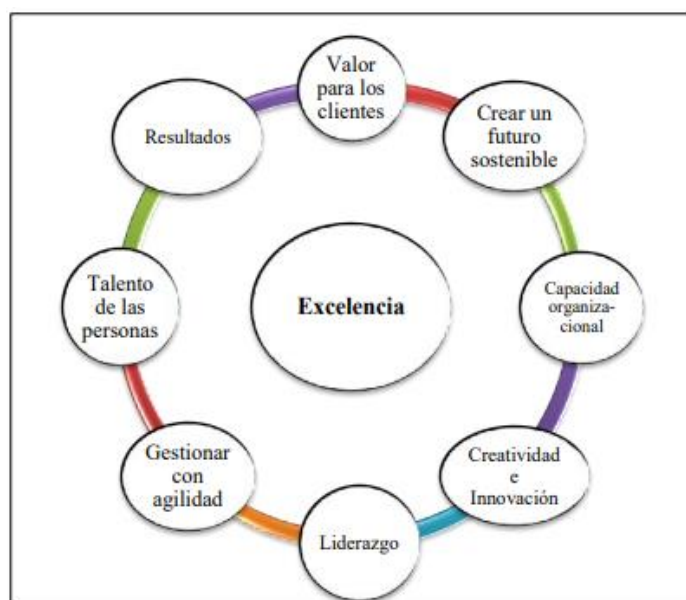 Valor
para los
clientes
Crear un
futuro
sostenible
Capacidad
organiza-
cional
Creatividad
e
Innovación
Liderazgo
Gestionar
con
agilidad
Talento
de las
personas
Resultados
Excelencia